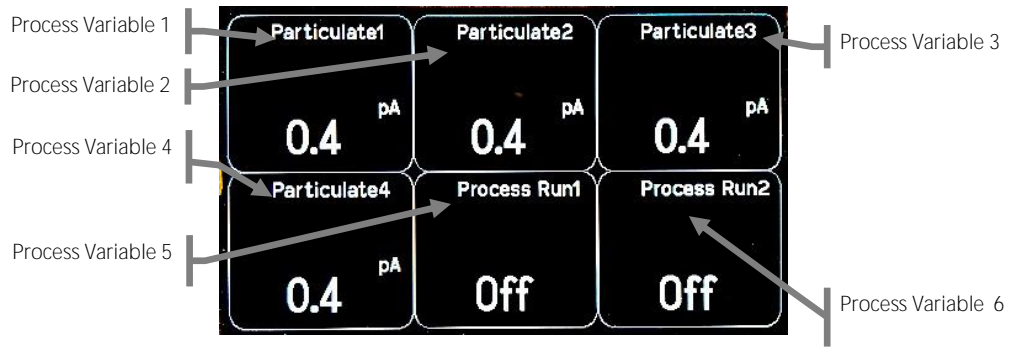 Process Variable 1
Particulate1
Particulate2
Particulate3
Process Variable 3
Process Variable 2
pA
0.4
pA
0.4
pA
0.4
Process Variable 4
Particulate4
Process Run1
Process Run2
Process Variable 5
pA
0.4
Off
Off
Process Variable 6